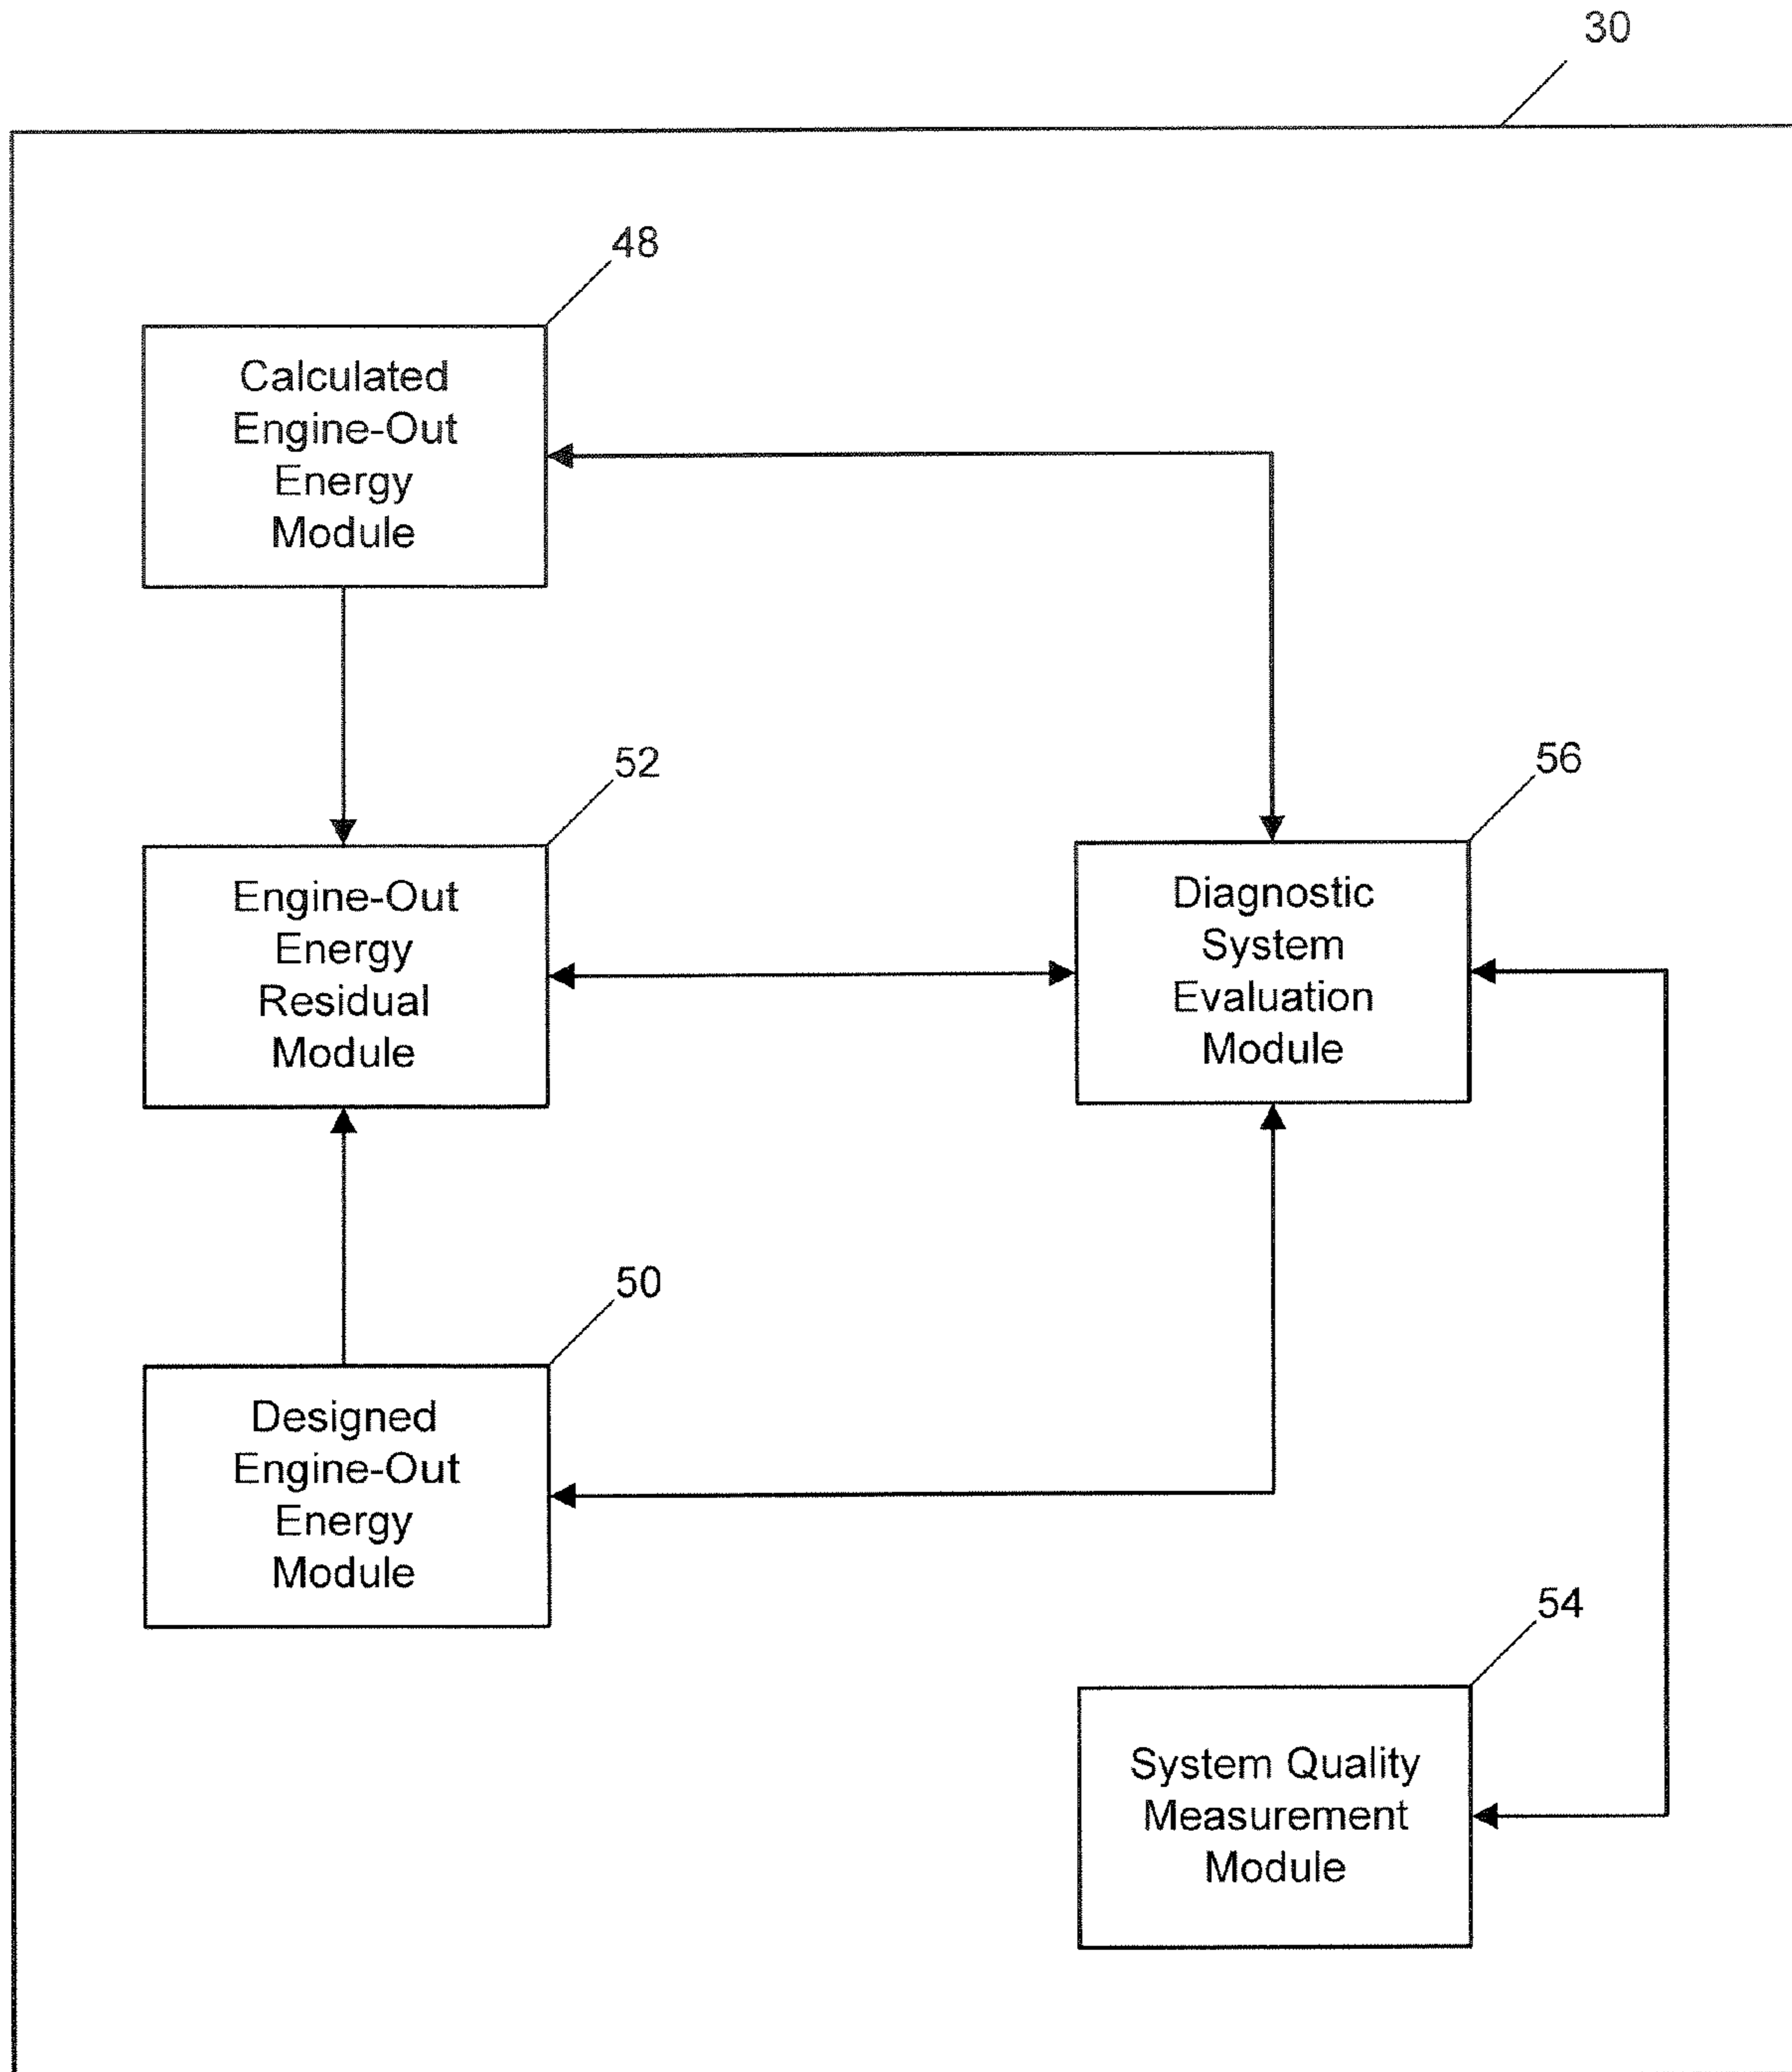 30
48
Calculated
Engine-Out
Energy
Module
52
Engine-Out
Energy
Residual
Module
56
Diagnostic
System
Evaluation
Module
50
Designed
Engine-Out
Energy
Module
54
System Quality
Measurement
Module